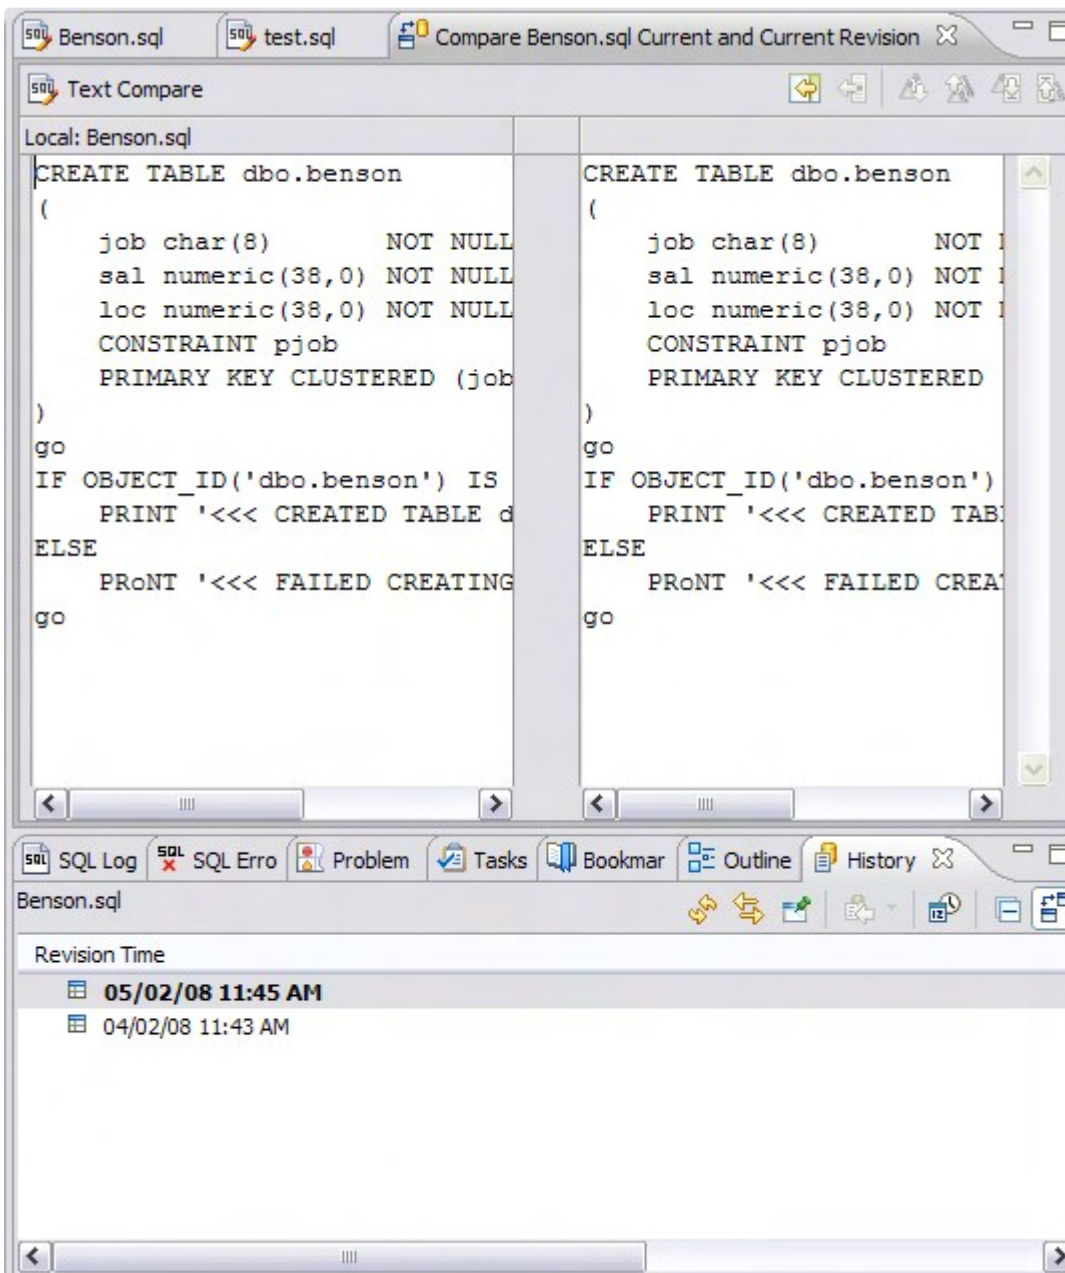 Benson.sql test.sql Compare Benson.sql Current and Current Revision
Text Compare
Local: Benson.sql
CREATE TABLE dbo.benson
(
job char(8) NOT NULL
sal numeric(38,0) NOT NULL
loc numeric(38,0) NOT NULL
CONSTRAINT pjob
PRIMARY KEY CLUSTERED (job
)
go
IF OBJECT_ID('dbo.benson') IS
PRINT '<<< CREATED TABLE d
ELSE
PRoNT '<<< FAILED CREATING
go
CREATE TABLE dbo.benson
(
job char(8) NOT
sal numeric(38,0) NOT
loc numeric(38,0) NOT
CONSTRAINT pjob
PRIMARY KEY CLUSTERED
)
go
IF OBJECT_ID('dbo.benson')
PRINT '<<< CREATED TAB
ELSE
PRoNT '<<< FAILED CREA
go
SQL Log SQL Erro Problem Tasks Bookmar Outline History
Benson.sql
Revision Time
05/02/08 11:45 AM
04/02/08 11:43 AM